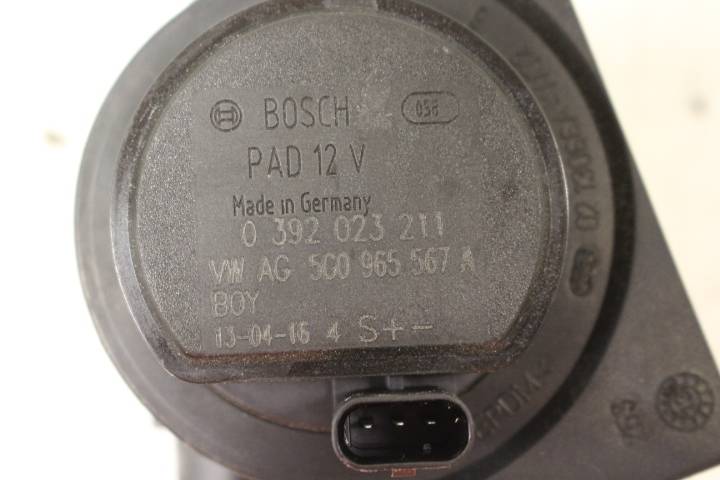 BOSCH 058
PAD 12 V
Made in Germany
0 392 023 211
VW AG 5C0 965 567 A
BOY
13-04-16 4 S+-